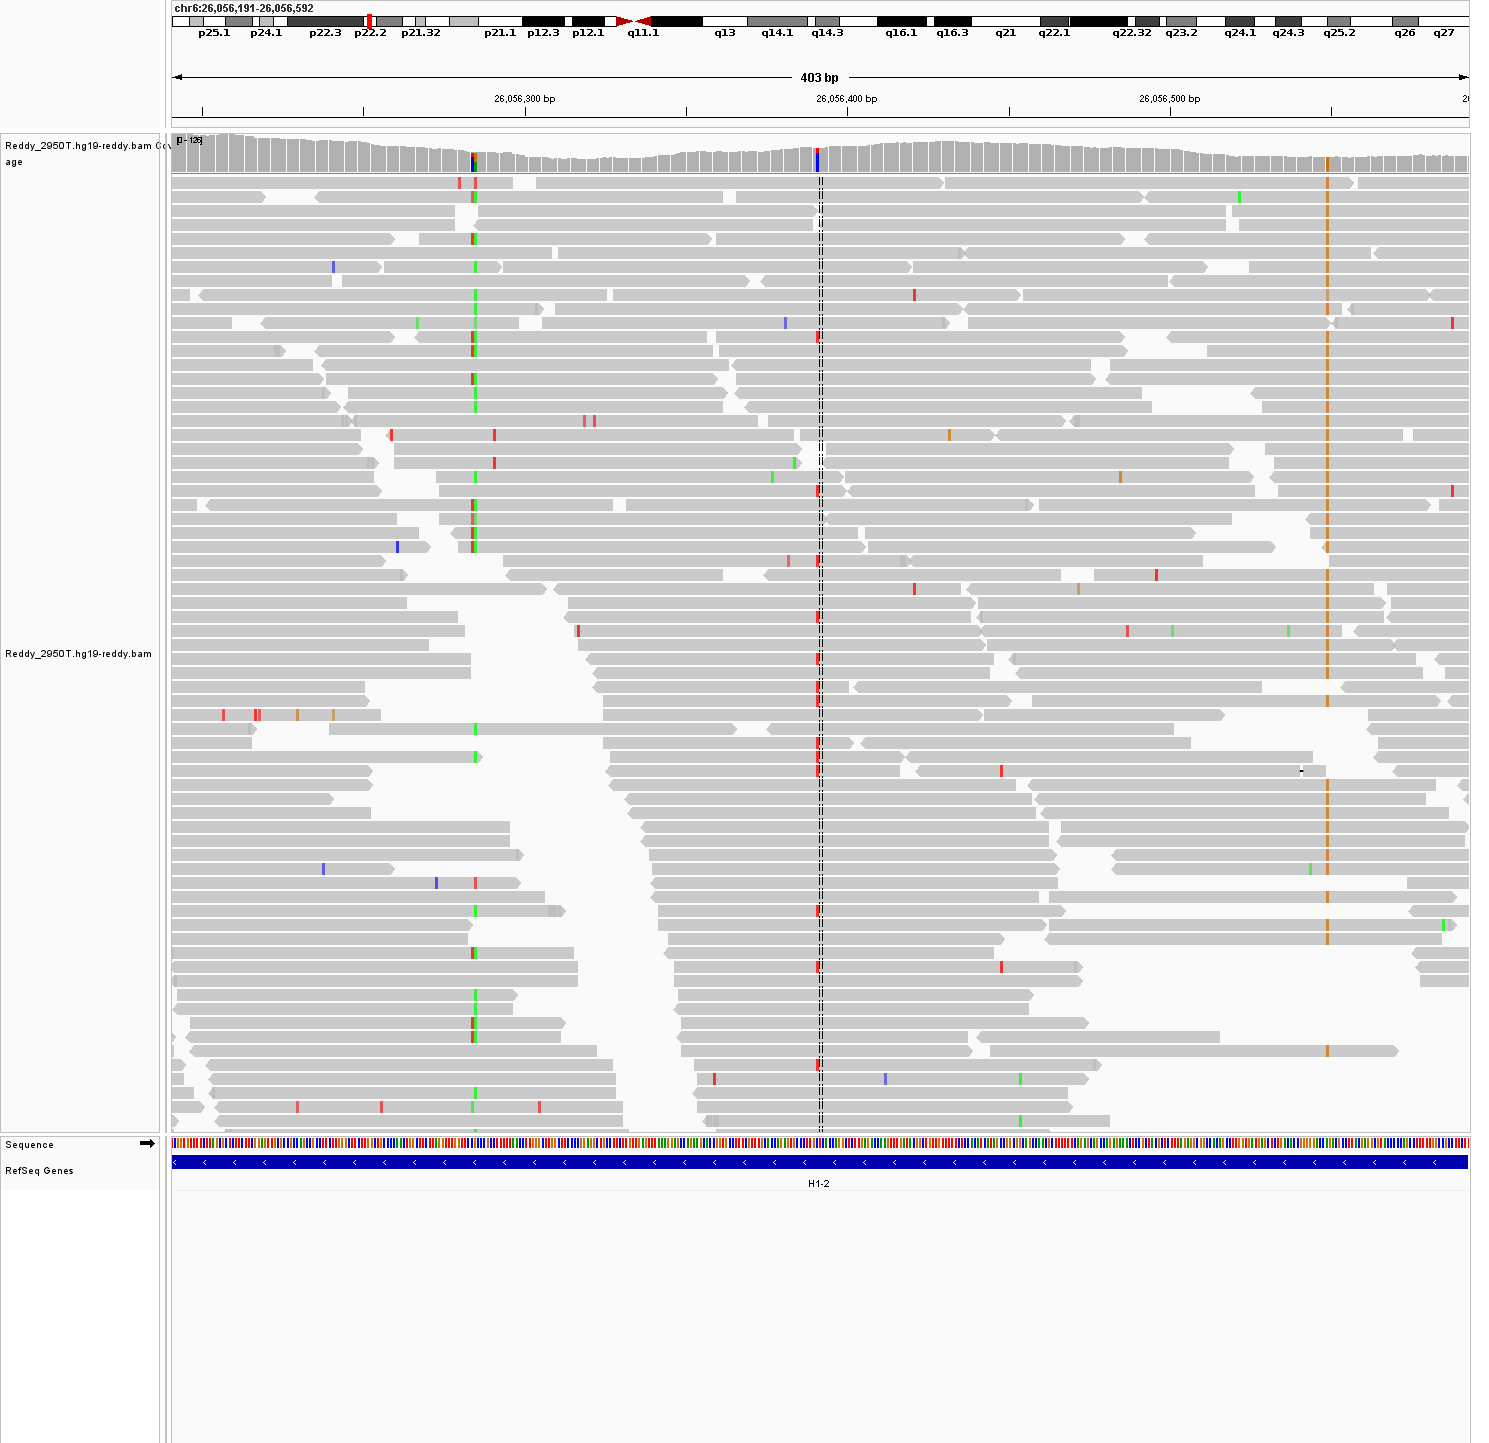 chr6:26,056,191-26,056,592
p25.1 p24.1 p22.3 p22.2 p21.32 p21.1 p12.3 p12.1 q11.1 q13 q14.1 q14.3 q16.1 q16.3 q21 q22.1 q22.32 q23.2 q24.1 q24.3 q25.2 q26 q27
403 bp
26,056,300 bp 26,056,400 bp 26,056,500 bp 20
Reddy_2950T.hg19-reddy.bam Cov
age
[0 - 126]
Reddy_2950T.hg19-reddy.bam
Sequence
RefSeq Genes
H1-2